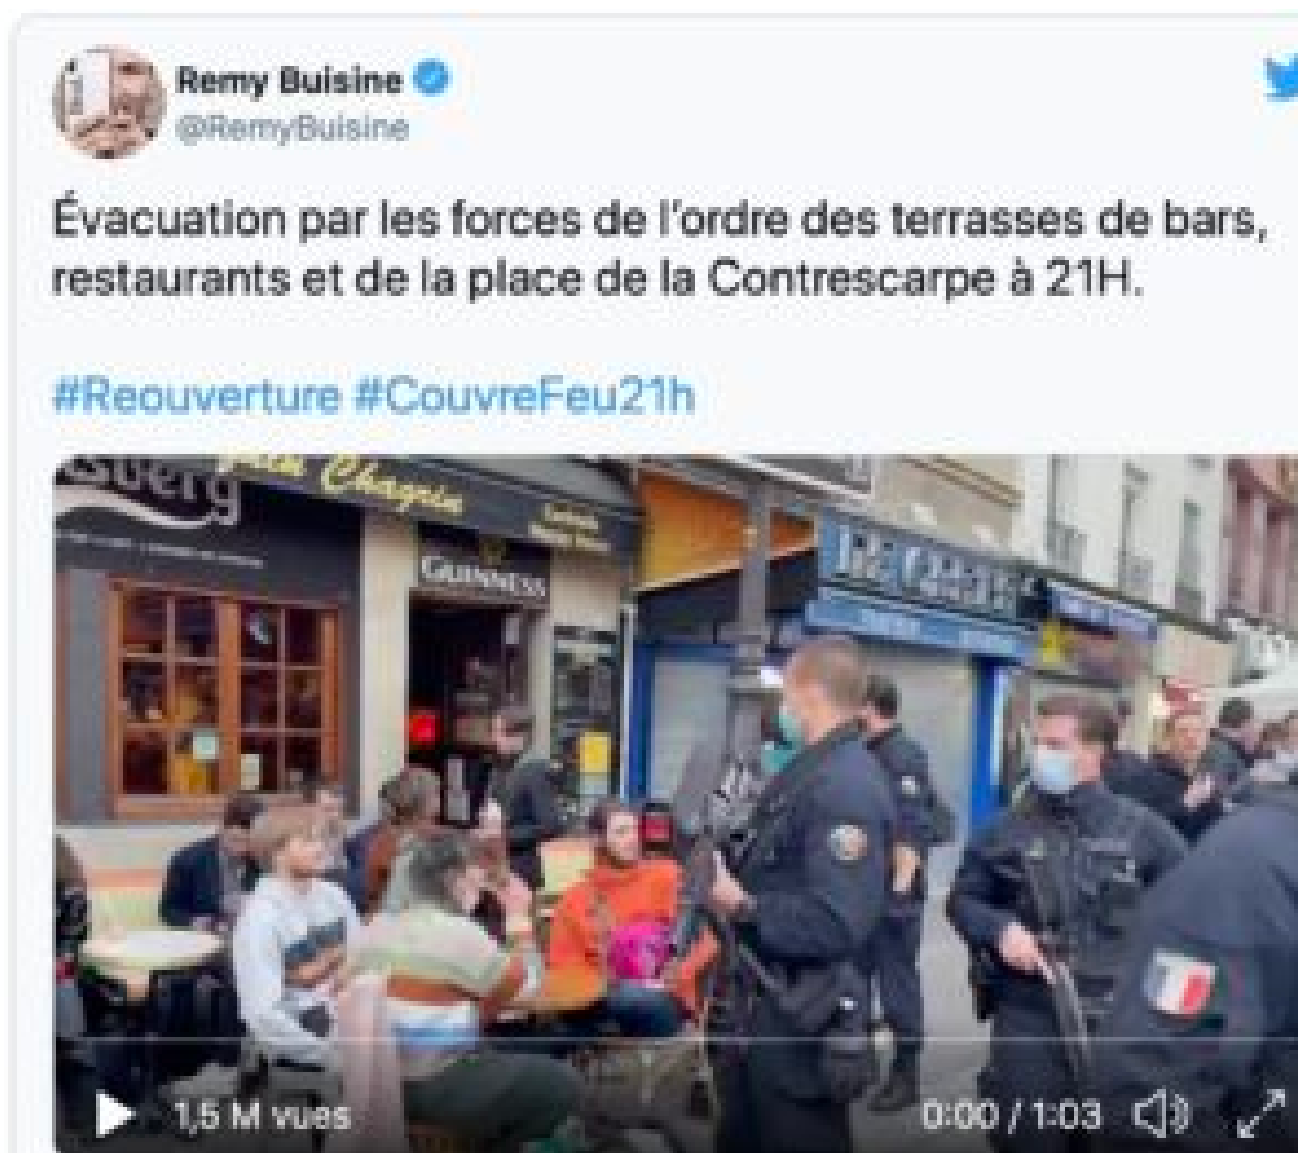 Remy Buisine
@RemyBuisine
Évacuation par les forces de l'ordre des terrasses de bars,
restaurants et de la place de la Contrescarpe à 21H.
#Reouverture #CouvreFeu21h
Chagrin
GUINNESS
1,5 M vues
0:00 / 1:03